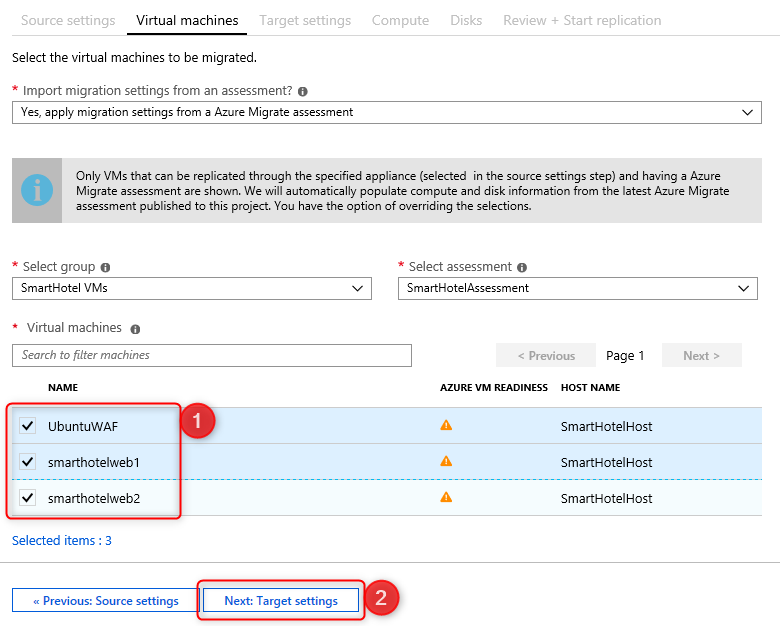 Source settings Virtual machines Target settings Compute Disks Review + Start replication
Select the virtual machines to be migrated.
* Import migration settings from an assessment?
Yes, apply migration settings from a Azure Migrate assessment
Only VMs that can be replicated through the specified appliance (selected in the source settings step) and having a Azure
Migrate assessment are shown. We will automatically populate compute and disk information from the latest Azure Migrate
assessment published to this project. You have the option of overriding the selections.
* Select group * Select assessment
SmartHotel VMs SmartHotelAssessment
* Virtual machines
Search to filter machines < Previous Page 1 Next >
NAME AZURE VM READINESS HOST NAME
UbuntuWAF 1 SmartHotelHost
smarthotelweb1 SmartHotelHost
smarthotelweb2 SmartHotelHost
Selected items : 3
« Previous: Source settings Next: Target settings 2